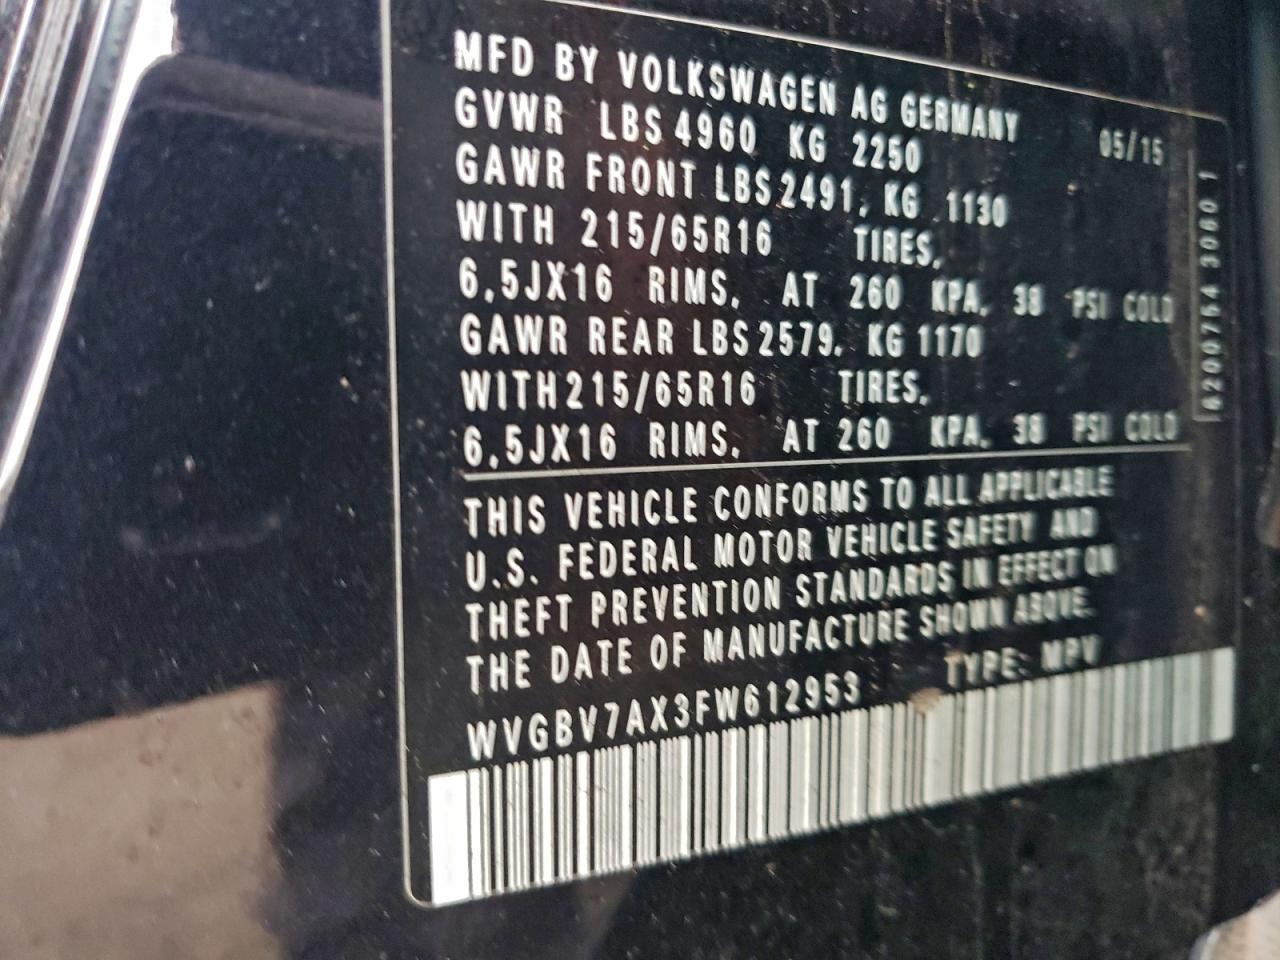 MFD BY VOLKSWAGEN AG GERMANY
GVWR LBS 4960 KG 2250 05/15
GAWR FRONT LBS 2491, KG 1130
WITH 215/65R16 TIRES,
6,5JX16 RIMS, AT 260 KPA, 38 PSI COLD
GAWR REAR LBS 2579, KG 1170
WITH 215/65R16 TIRES,
6,5JX16 RIMS, AT 260 KPA, 38 PSI COLD
THIS VEHICLE CONFORMS TO ALL APPLICABLE
U.S. FEDERAL MOTOR VEHICLE SAFETY AND
THEFT PREVENTION STANDARDS IN EFFECT ON
THE DATE OF MANUFACTURE SHOWN ABOVE.
WVGBV7AX3FW612953 TYPE: MPV